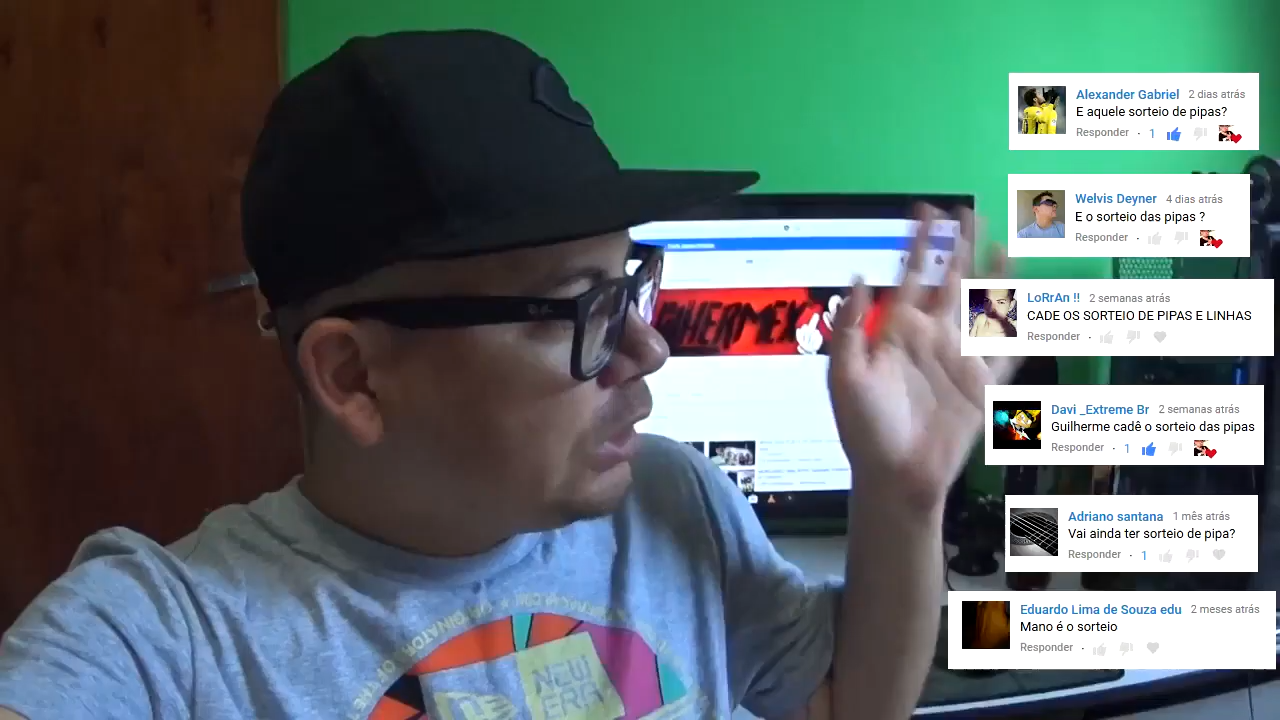 Alexander Gabriel 2 dias atrás
E aquele sorteio de pipas?
Responder · 1
Welvis Deyner 4 dias atrás
E o sorteio das pipas ?
Responder ·
LoRrAn !! 2 semanas atrás
CADE OS SORTEIO DE PIPAS E LINHAS
Responder ·
Davi _Extreme Br 2 semanas atrás
Guilherme cadê o sorteio das pipas
Responder · 1
Adriano santana 1 mês atrás
Vai ainda ter sorteio de pipa?
Responder · 1
Eduardo Lima de Souza edu 2 meses atrás
Mano é o sorteio
Responder ·
NEW
ERA